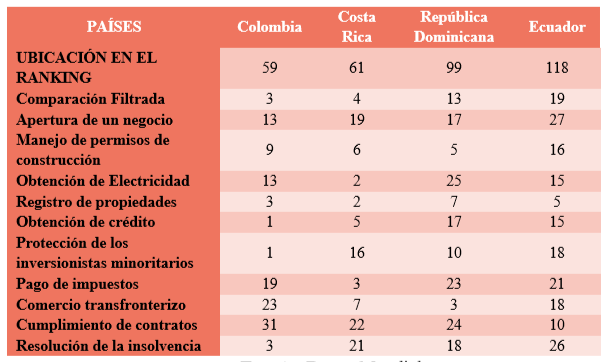 PAÍSES Colombia Costa Rica República Dominicana Ecuador
UBICACIÓN EN EL RANKING 59 61 99 118
Comparación Filtrada 3 4 13 19
Apertura de un negocio 13 19 17 27
Manejo de permisos de construcción 9 6 5 16
Obtención de Electricidad 13 2 25 15
Registro de propiedades 3 2 7 5
Obtención de crédito 1 5 17 15
Protección de los inversionistas minoritarios 1 16 10 18
Pago de impuestos 19 3 23 21
Comercio transfronterizo 23 7 3 18
Cumplimiento de contratos 31 22 24 10
Resolución de la insolvencia 3 21 18 26